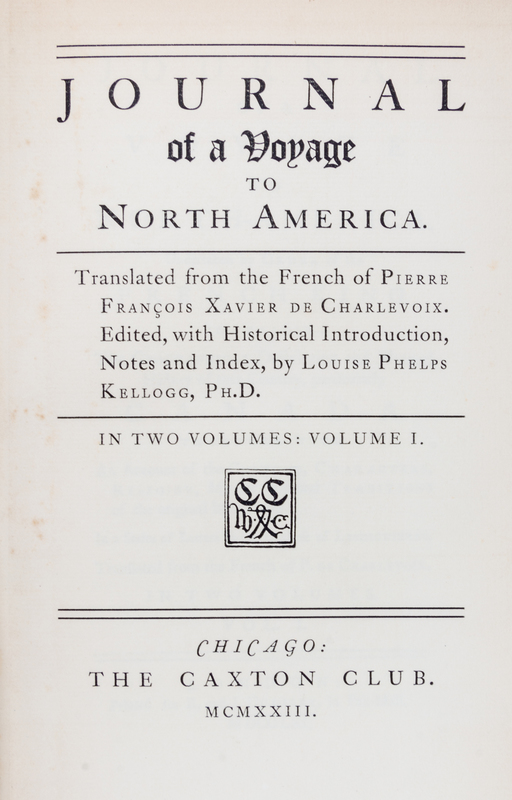 JOURNAL
of a Voyage
TO
NORTH AMERICA.
Translated from the French of PIERRE
FRANÇOIS XAVIER DE CHARLEVOIX.
Edited, with Historical Introduction,
Notes and Index, by LOUISE PHELPS
KELLOGG, PH.D.
IN TWO VOLUMES: VOLUME I.
CC
CHICAGO:
THE CAXTON CLUB.
MCMXXIII.